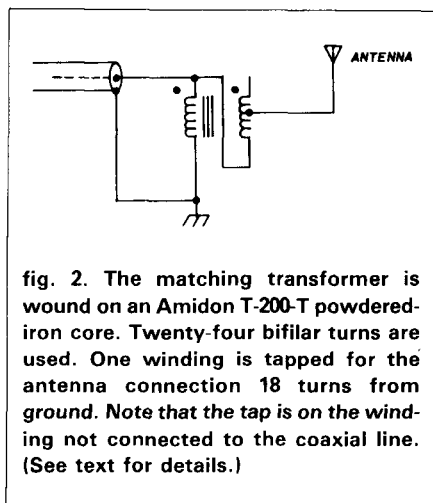 ANTENNA
fig. 2. The matching transformer is
wound on an Amidon T-200-T powdered-
iron core. Twenty-four bifilar turns are
used. One winding is tapped for the
antenna connection 18 turns from
ground. Note that the tap is on the wind-
ing not connected to the coaxial line.
(See text for details.)